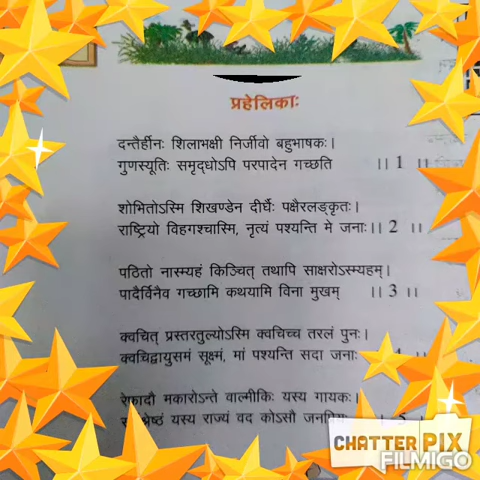 प्रहेलिकाः
दन्तैर्हीनः शिलाभक्षी निर्जीवो बहुभाषकः।
गुणस्यूतिः समृद्धोऽपि परपादेन गच्छति ।। 1 ।।
शोभितोऽस्मि शिखण्डेन दीर्घैः पक्षैरलङ्कृतः।
राष्ट्रियो विहगश्चास्मि, नृत्यं पश्यन्ति मे जनाः।। 2 ।।
पठितो नास्म्यहं किञ्चित् तथापि साक्षरोऽस्म्यहम्।
पादैर्विनैव गच्छामि कथयामि विना मुखम् ।। 3 ।।
क्वचित् प्रस्तरतुल्योऽस्मि क्वचिच्च तरलं पुनः।
क्वचिद्वायुसमं सूक्ष्मं, मां पश्यन्ति सदा जनाः
मकारोऽन्ते वाल्मीकिः यस्य गायकः।
यस्य राज्यं वद कोऽसौ
CHATTER PIX
FILMIGO